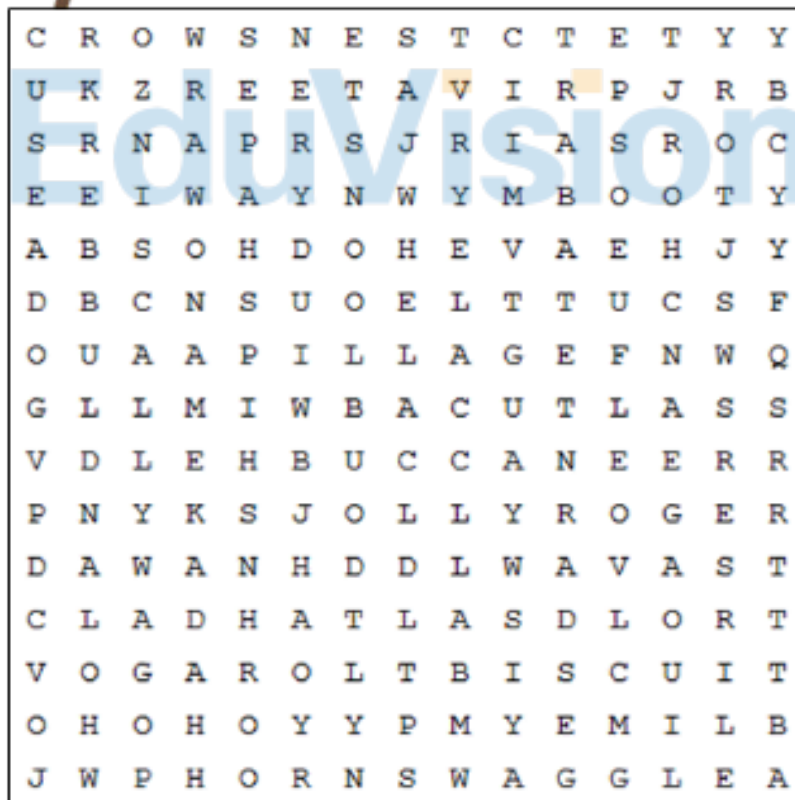 C R O W S N E S T C T E T Y Y
U K Z R E E T A V I R P J R B
S R N A P R S J R I A S R O C
E E I W A Y N W Y M B O O T Y
A B S O H D O H E V A E H J Y
D B C N S U O E L T T U C S F
O U A A P I L L A G E F N W Q
G L L M I W B A C U T L A S S
V D L E H B U C C A N E E R R
P N Y K S J O L L Y R O G E R
D A W A N H D D L W A V A S T
C L A D H A T L A S D L O R T
V O G A R O L T B I S C U I T
O H O H O Y Y P M Y E M I L B
J W P H O R N S W A G G L E A
EduVision